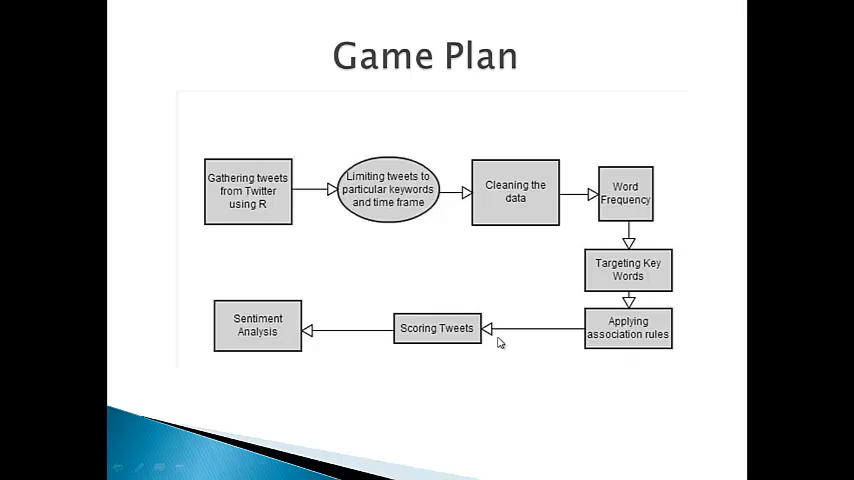 Game Plan
Gathering tweets
from Twitter
using R
Limiting tweets to
particular keywords
and time frame
Cleaning the
data
Word
Frequency
Targeting Key
Words
Applying
association rules
Scoring Tweets
Sentiment
Analysis